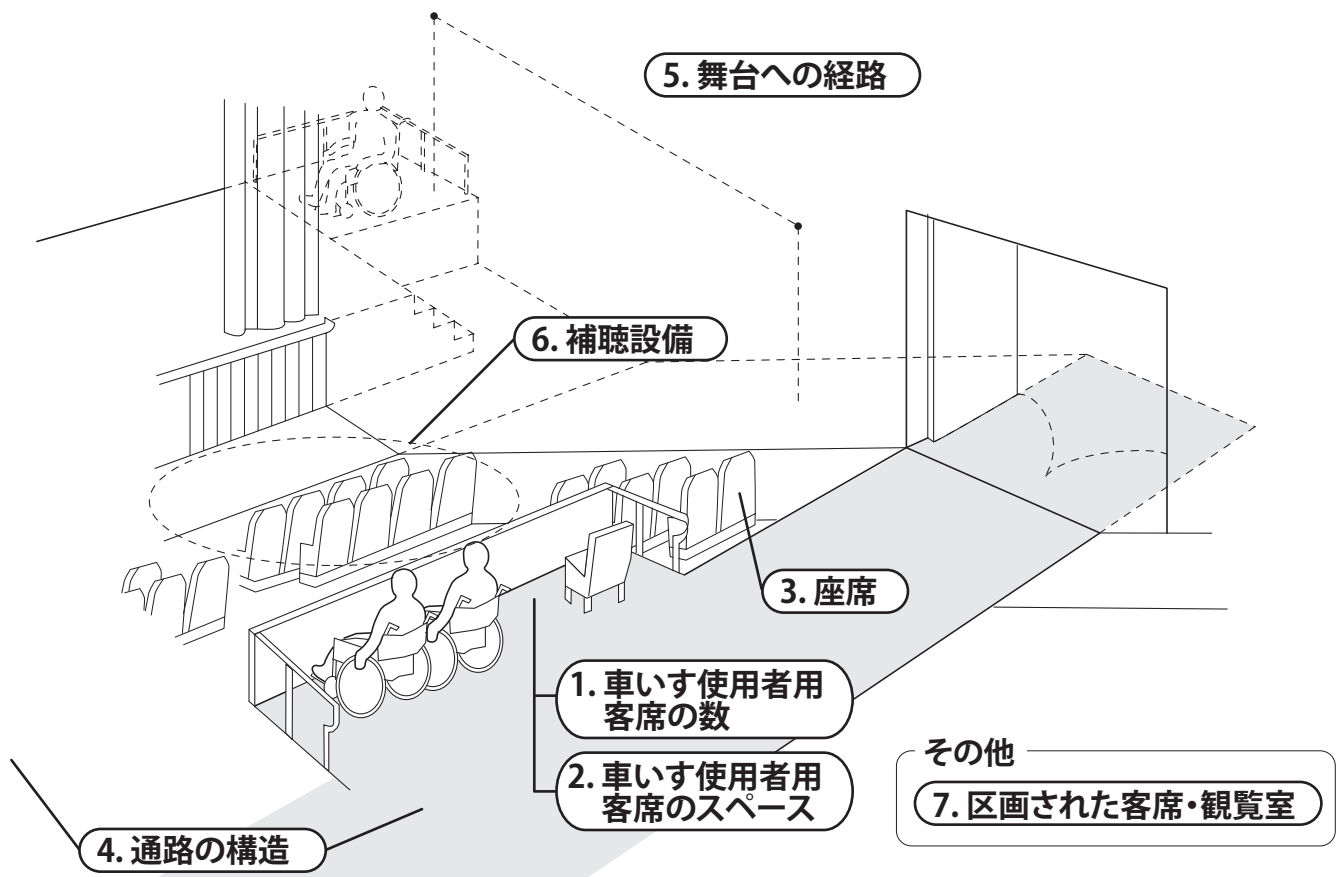 5. 舞台への経路
6. 補聴設備
3. 座席
1. 車いす使用者用
客席の数
2. 車いす使用者用
客席のスペース
その他
7. 区画された客席・観覧室
4. 通路の構造